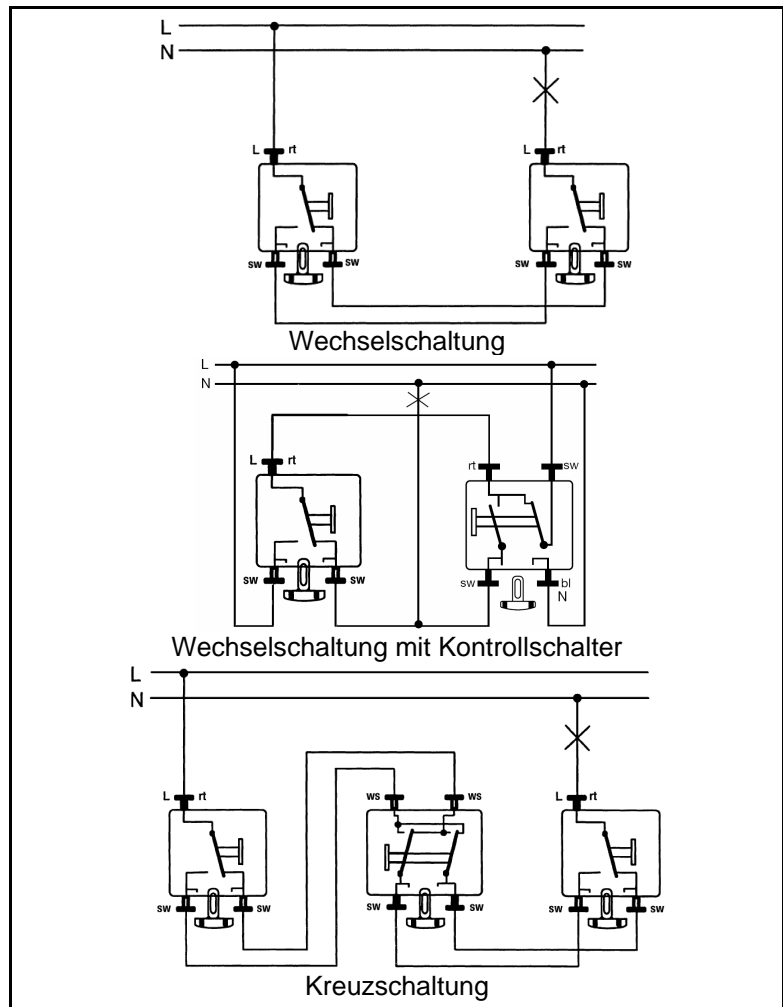 L
N
L rt
L rt
sw sw
sw sw
Wechselschaltung
L
N
L rt
rt sw
sw sw
sw bl
N
Wechselschaltung mit Kontrollschalter
L
N
L rt
ws ws
L rt
sw sw
sw sw
sw sw
Kreuzschaltung